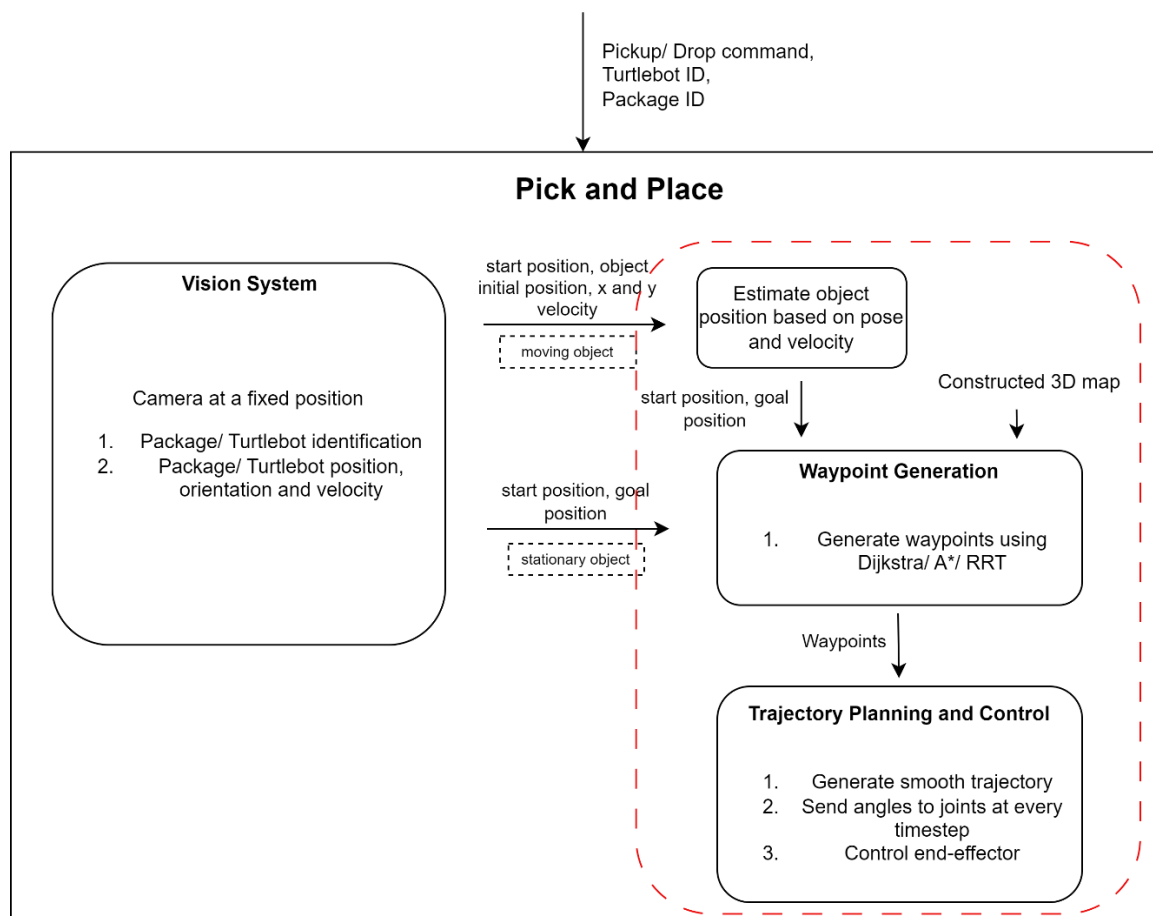 Pickup/ Drop command,
Turtlebot ID,
Package ID
Pick and Place
Vision System
Camera at a fixed position
1. Package/ Turtlebot identification
2. Package/ Turtlebot position,
orientation and velocity
start position, object
initial position, x and y
velocity
moving object
Estimate object
position based on pose
and velocity
start position, goal
position
Constructed 3D map
start position, goal
position
stationary object
Waypoint Generation
1. Generate waypoints using
Dijkstra/ A*/ RRT
Waypoints
Trajectory Planning and Control
1. Generate smooth trajectory
2. Send angles to joints at every
timestep
3. Control end-effector